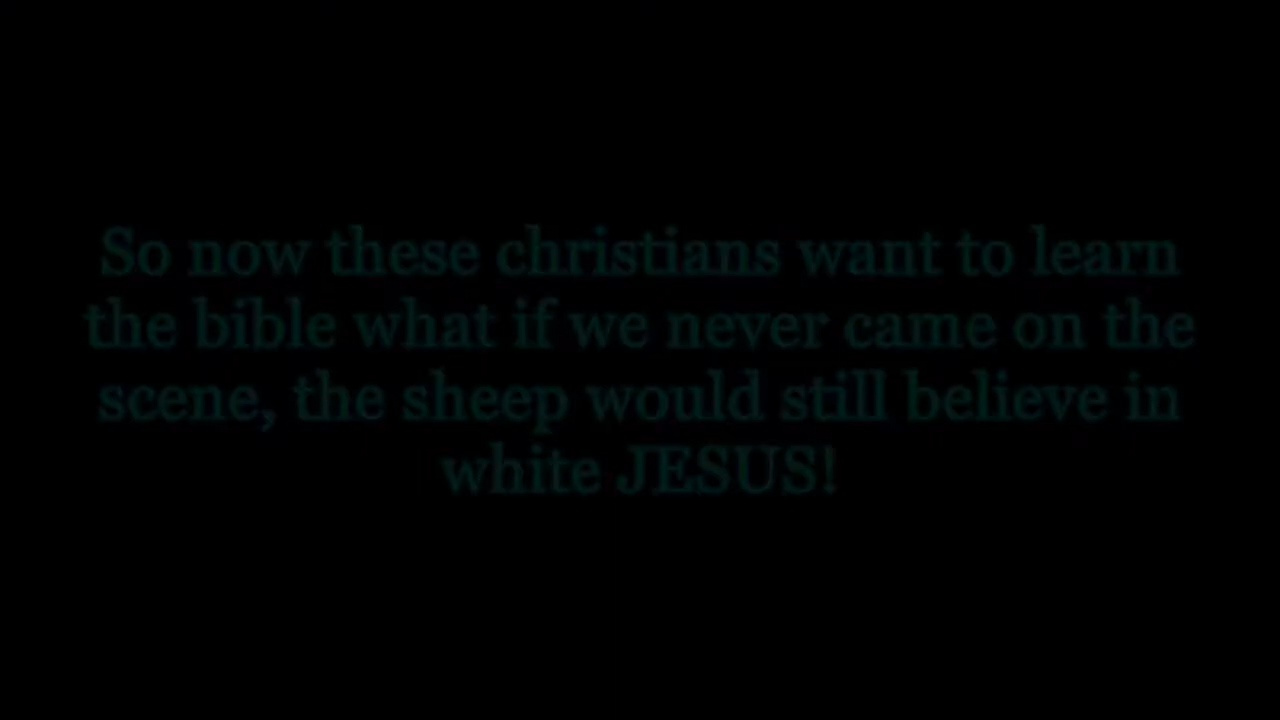 So now these christians want to learn
the bible what if we never came on the
scene, the sheep would still believe in
white JESUS!